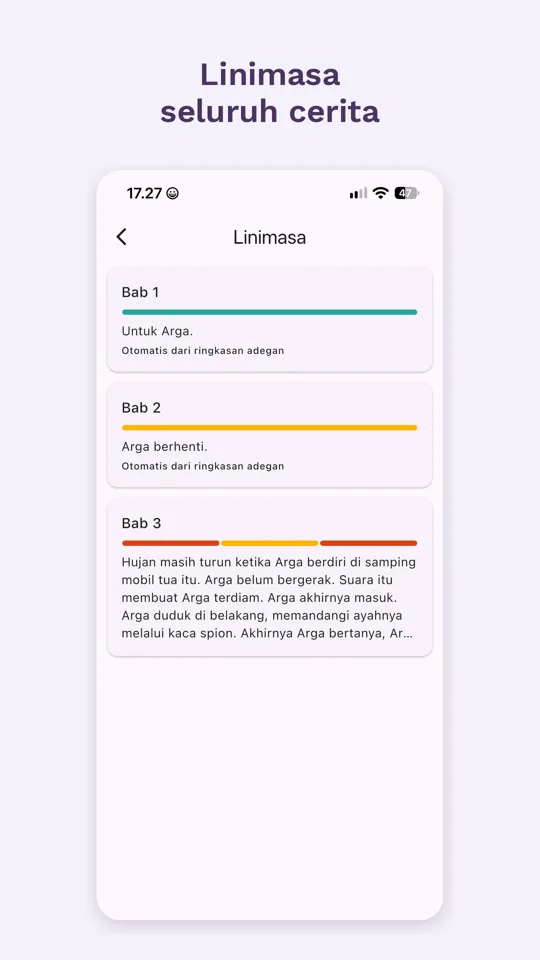 Linimasa
seluruh cerita
17.27
47
Linimasa
Bab 1
Untuk Arga.
Otomatis dari ringkasan adegan
Bab 2
Arga berhenti.
Otomatis dari ringkasan adegan
Bab 3
Hujan masih turun ketika Arga berdiri di samping
mobil tua itu. Arga belum bergerak. Suara itu
membuat Arga terdiam. Arga akhirnya masuk.
Arga duduk di belakang, memandangi ayahnya
melalui kaca spion. Akhirnya Arga bertanya, Ar...